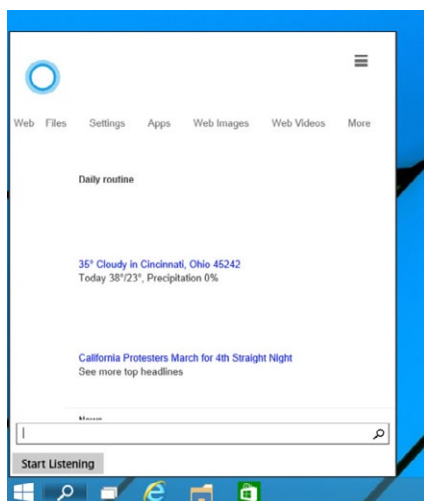 Web Files Settings Apps Web Images Web Videos More
Daily routine
35° Cloudy in Cincinnati, Ohio 45242
Today 38°/23°, Precipitation 0%
California Protesters March for 4th Straight Night
See more top headlines
News
Start Listening